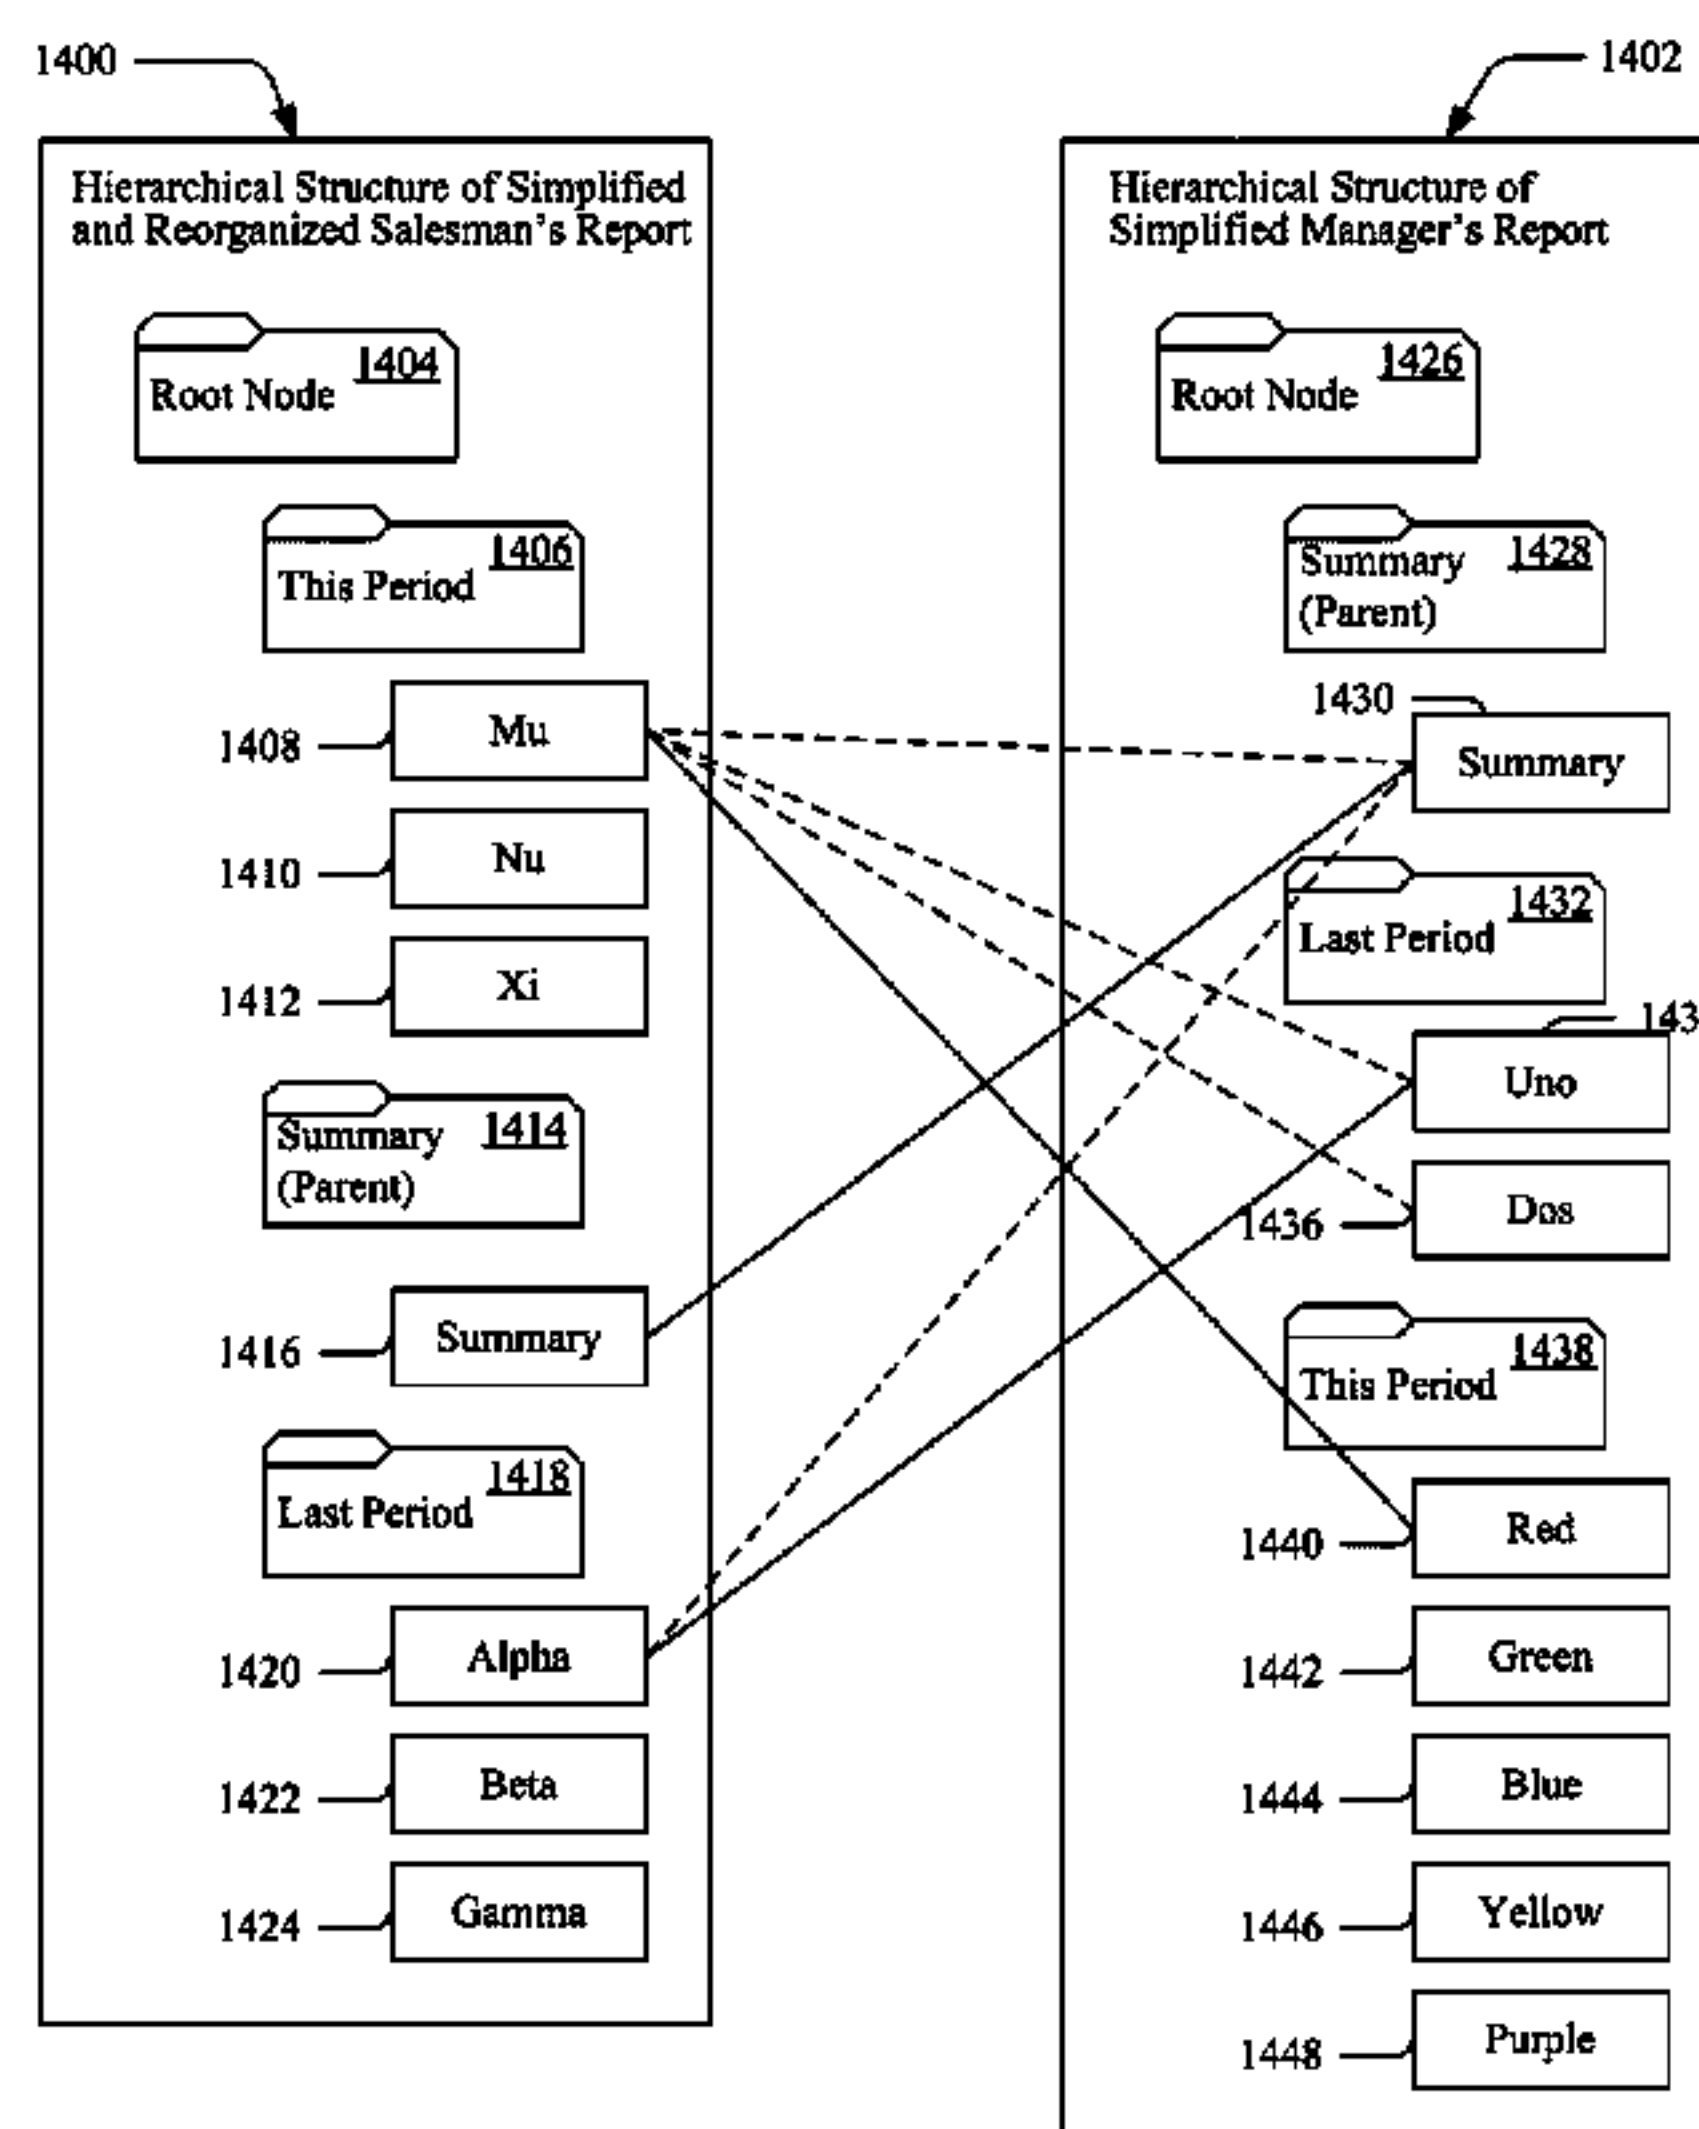 1400
1402
Hierarchical Structure of Simplified
and Reorganized Salesman's Report
1404
Root Node
1406
This Period
1408
Mu
1410
Nu
1412
Xi
1414
Summary
(Parent)
1416
Summary
1418
Last Period
1420
Alpha
1422
Beta
1424
Gamma
Hierarchical Structure of
Simplified Manager's Report
1426
Root Node
1428
Summary
(Parent)
1430
Summary
1432
Last Period
143
Uno
1436
Dos
1438
This Period
1440
Red
1442
Green
1444
Blue
1446
Yellow
1448
Purple